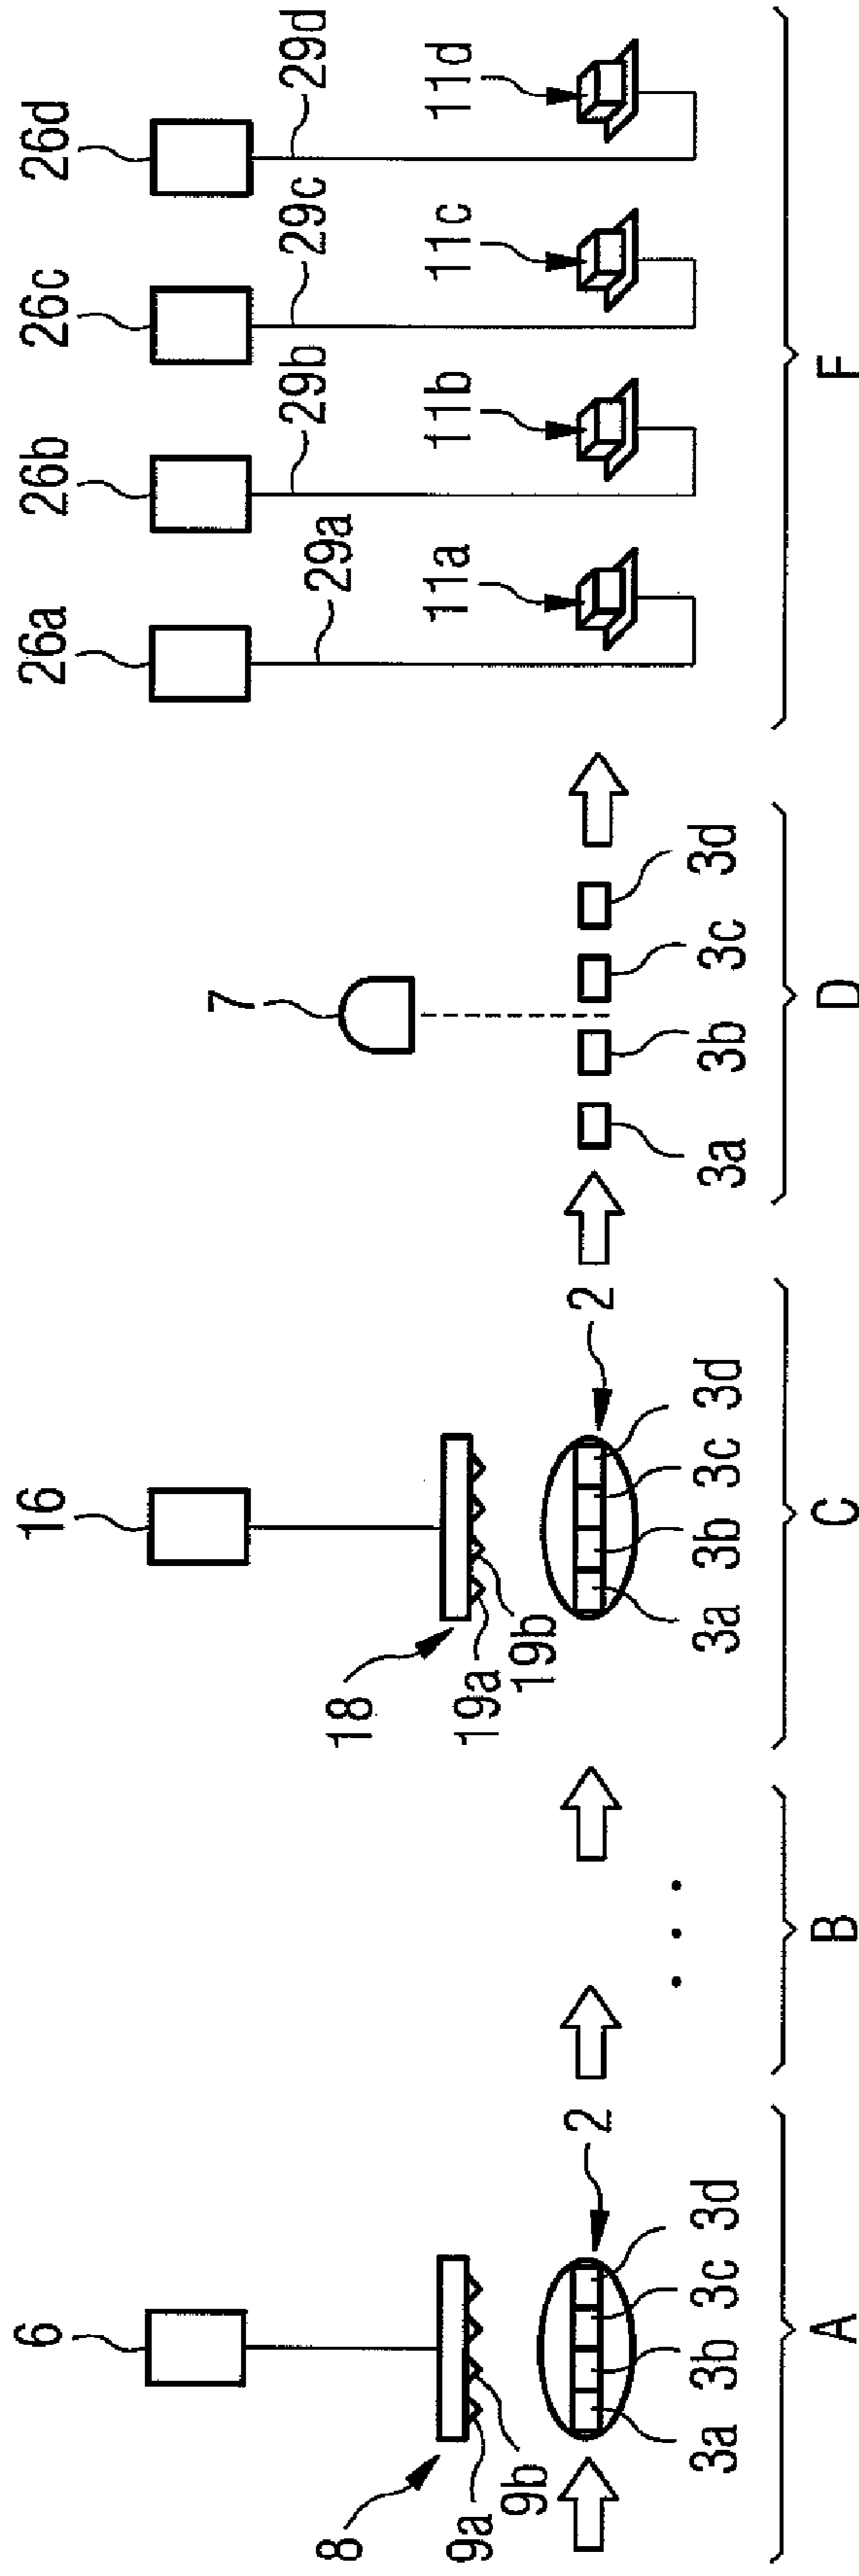 6 16 26a 26b 26c 26d
7
29a 29b 29c 29d
8 18
11a 11b 11c 11d
9a 19a
9b 19b
2 2
3a 3b 3c 3d 3a 3b 3c 3d 3a 3b 3c 3d
A B C D E